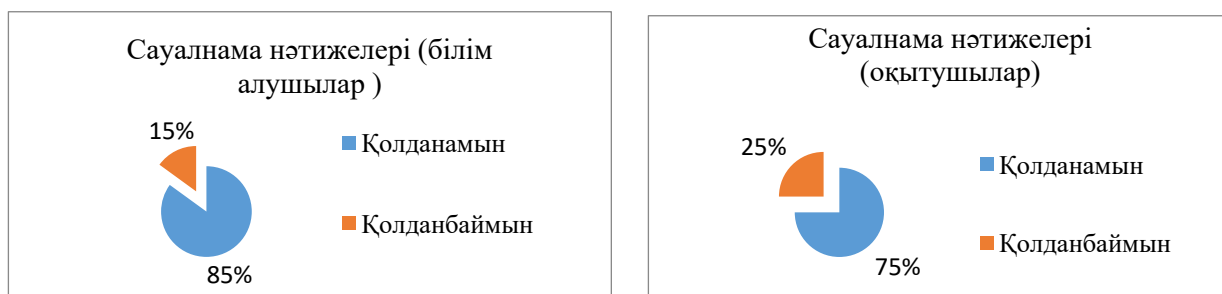 Сауалнама нәтижелері (білім
алушылар )
15%
Қолданамын
Қолданбаймын
85%
Сауалнама нәтижелері
(оқытушылар)
25%
Қолданамын
Қолданбаймын
75%